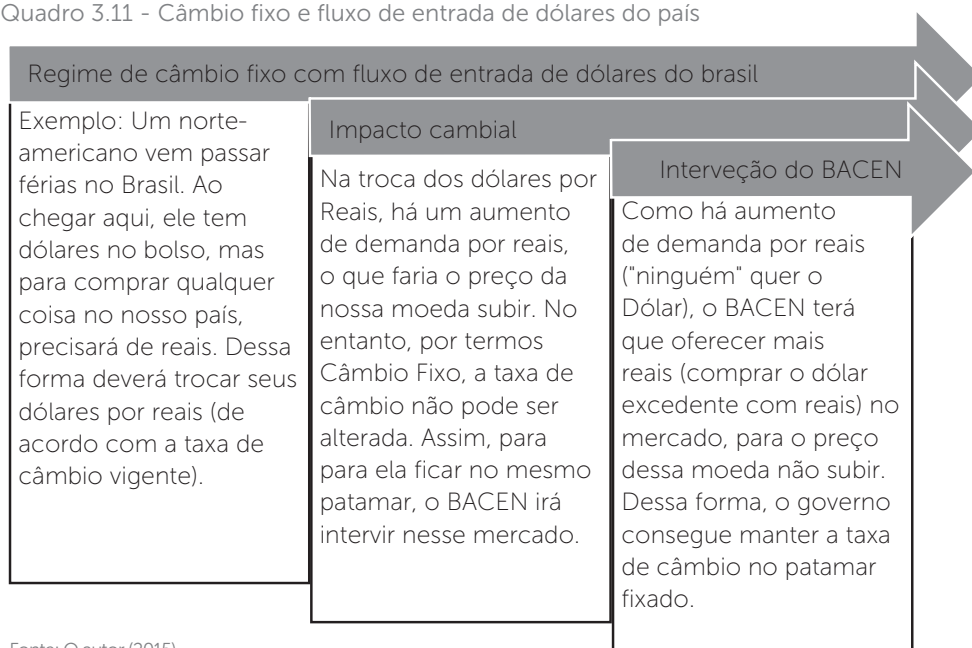 Quadro 3.11 - Câmbio fixo e fluxo de entrada de dólares do país
Regime de câmbio fixo com fluxo de entrada de dólares do brasil
Exemplo: Um norte-
americano vem passar
férias no Brasil. Ao
chegar aqui, ele tem
dólares no bolso, mas
para comprar qualquer
coisa no nosso país,
precisará de reais. Dessa
forma deverá trocar seus
dólares por reais (de
acordo com a taxa de
câmbio vigente).
Impacto cambial
Na troca dos dólares por
Reais, há um aumento
de demanda por reais,
o que faria o preço da
nossa moeda subir. No
entanto, por termos
Câmbio Fixo, a taxa de
câmbio não pode ser
alterada. Assim, para
para ela ficar no mesmo
patamar, o BACEN irá
intervir nesse mercado.
Interveção do BACEN
Como há aumento
de demanda por reais
("ninguém" quer o
Dólar), o BACEN terá
que oferecer mais
reais (comprar o dólar
excedente com reais) no
mercado, para o preço
dessa moeda não subir.
Dessa forma, o governo
consegue manter a taxa
de câmbio no patamar
fixado.
Fonte: O autor (2015)